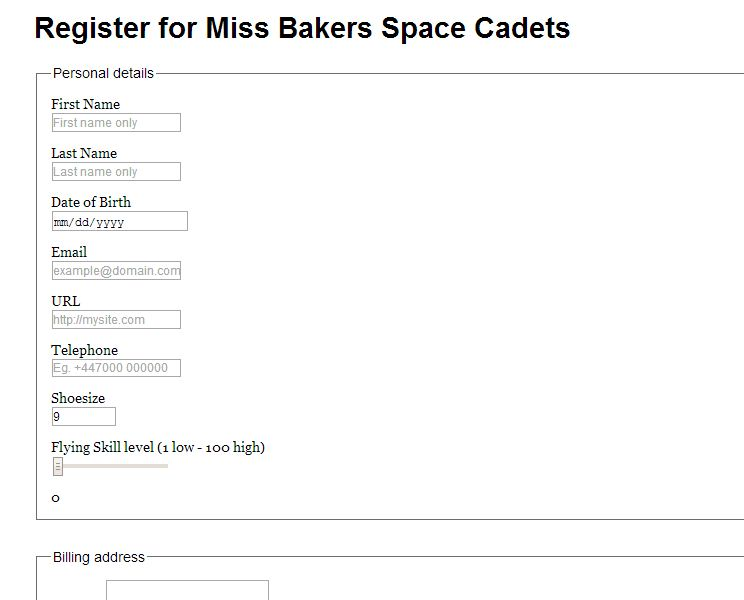 Register for Miss Bakers Space Cadets
Personal details
First Name
First name only
Last Name
Last name only
Date of Birth
mm/dd/yyyy
Email
example@domain.com
URL
http://mysite.com
Telephone
Eg. +447000 000000
Shoesize
9
Flying Skill level (1 low - 100 high)
0
Billing address